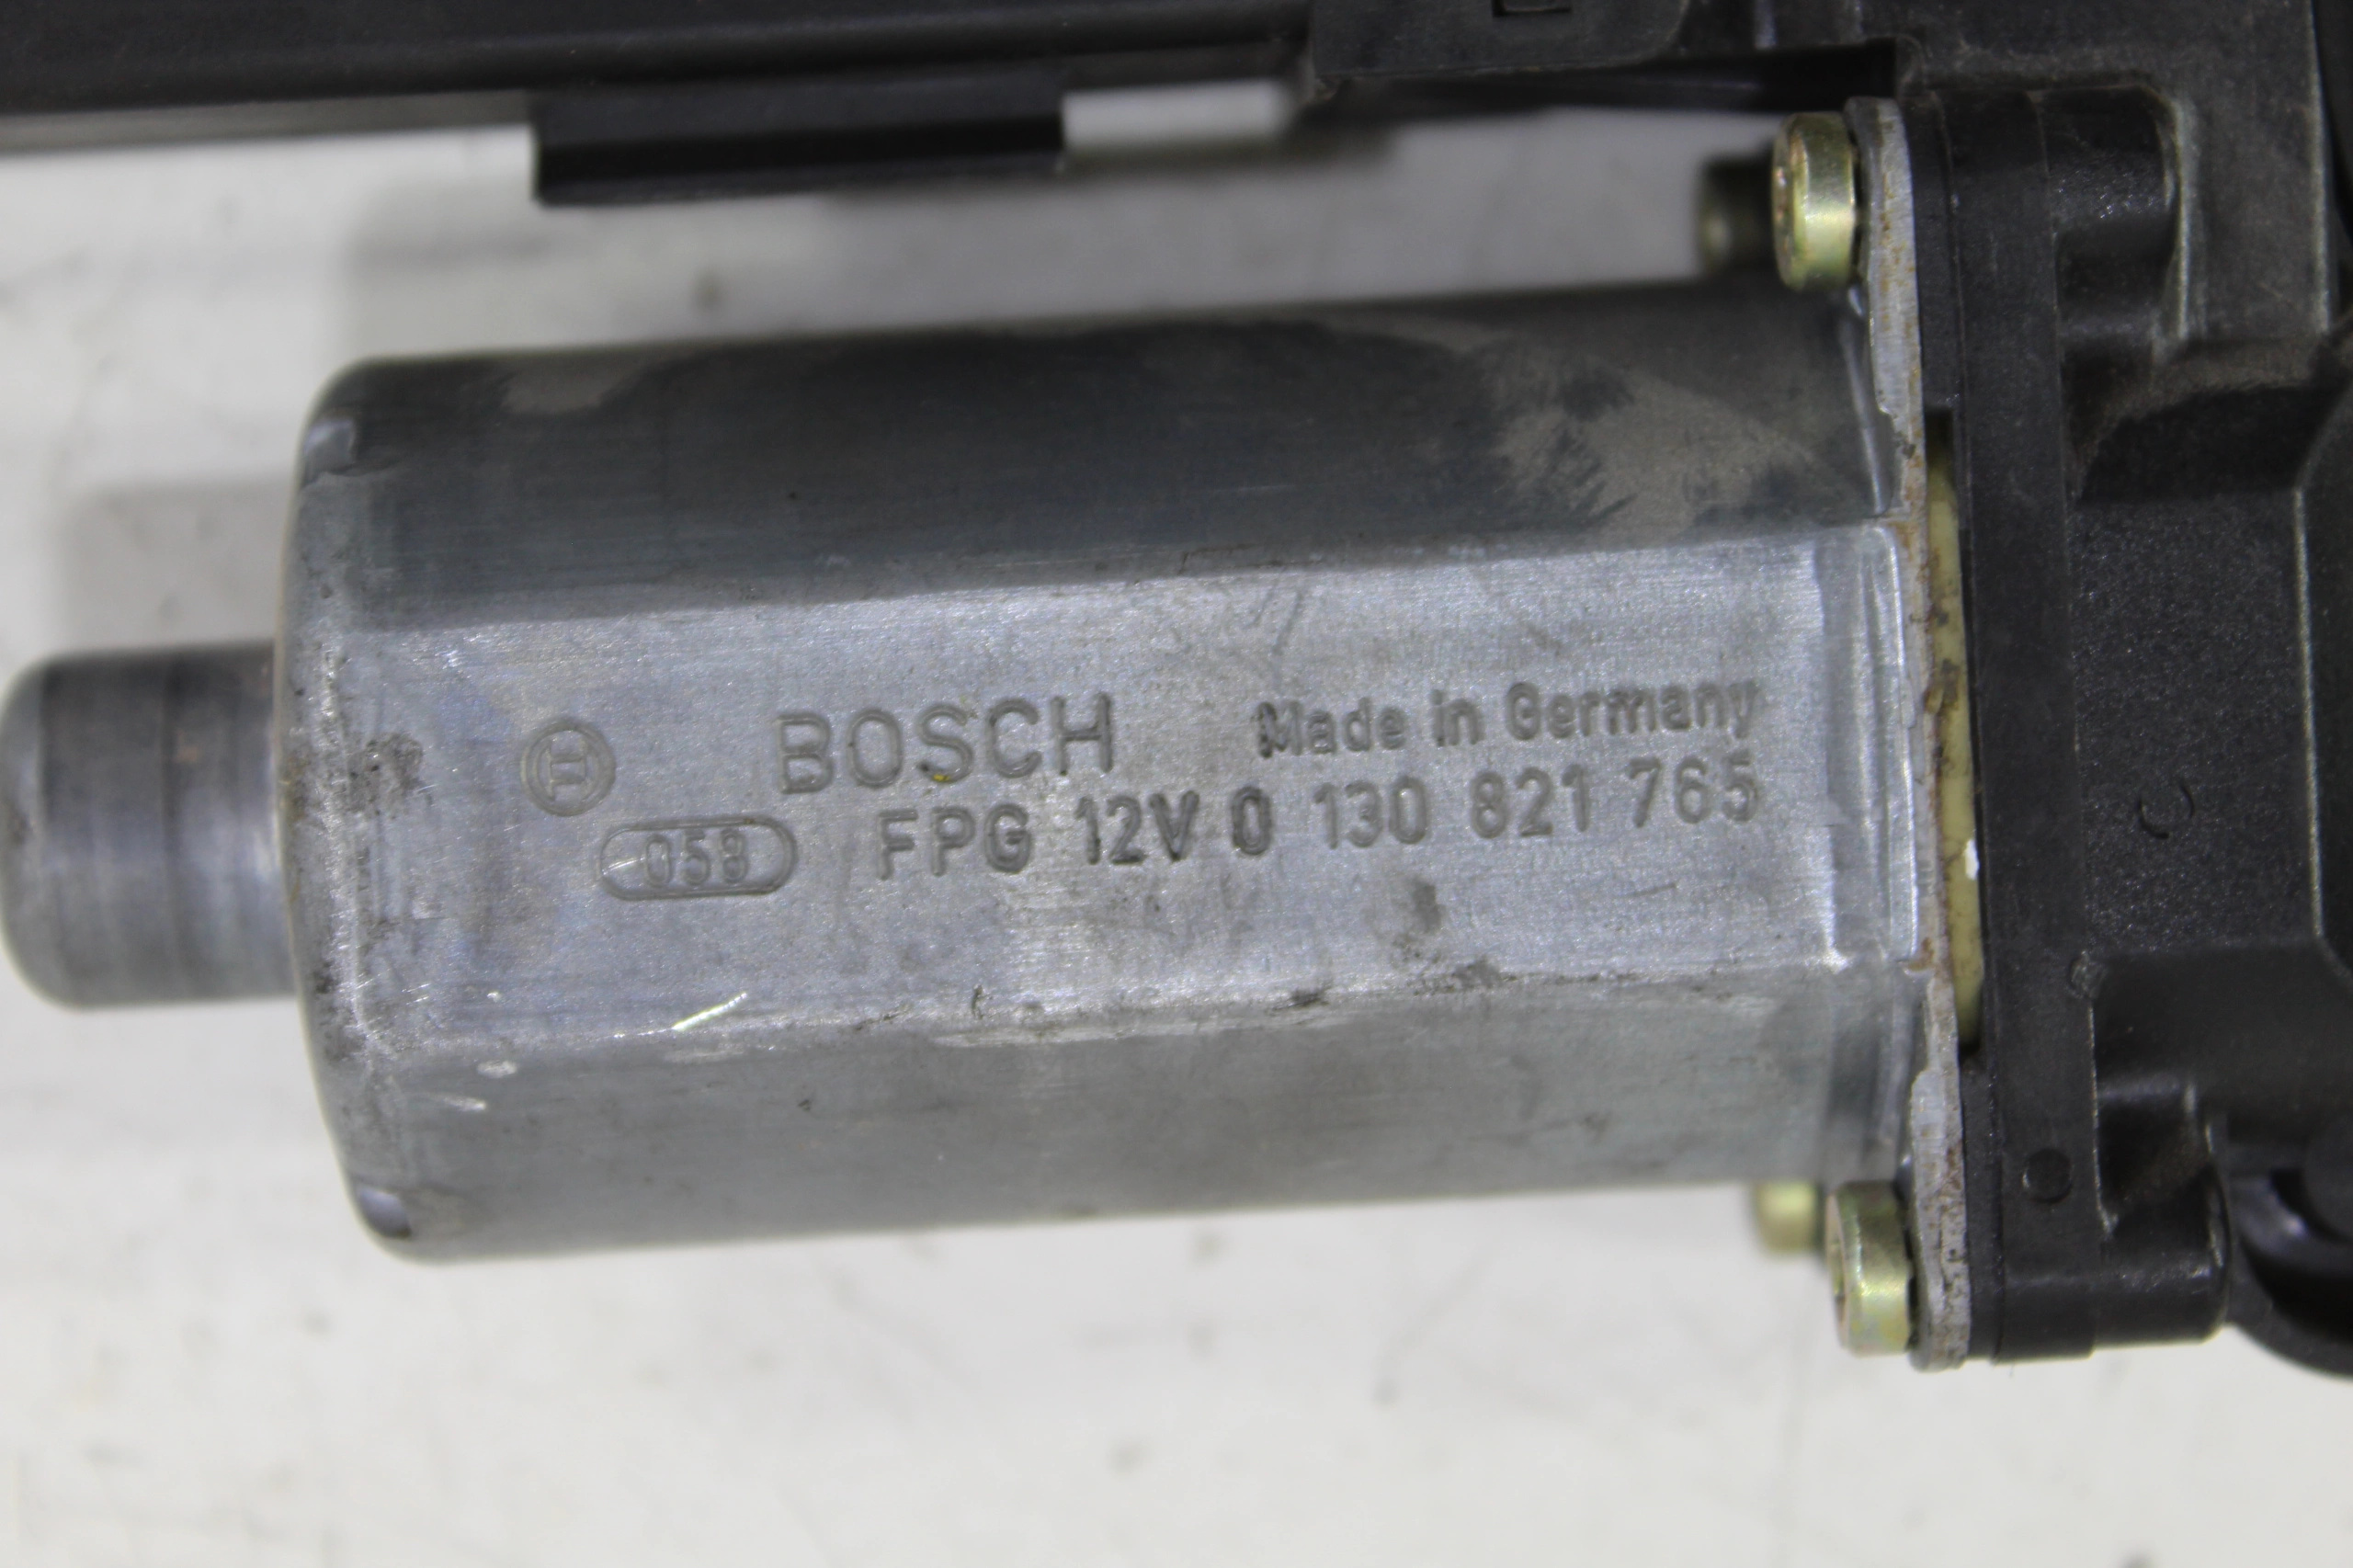 BOSCH Made in Germany
058 FPG 12V 0 130 821 765